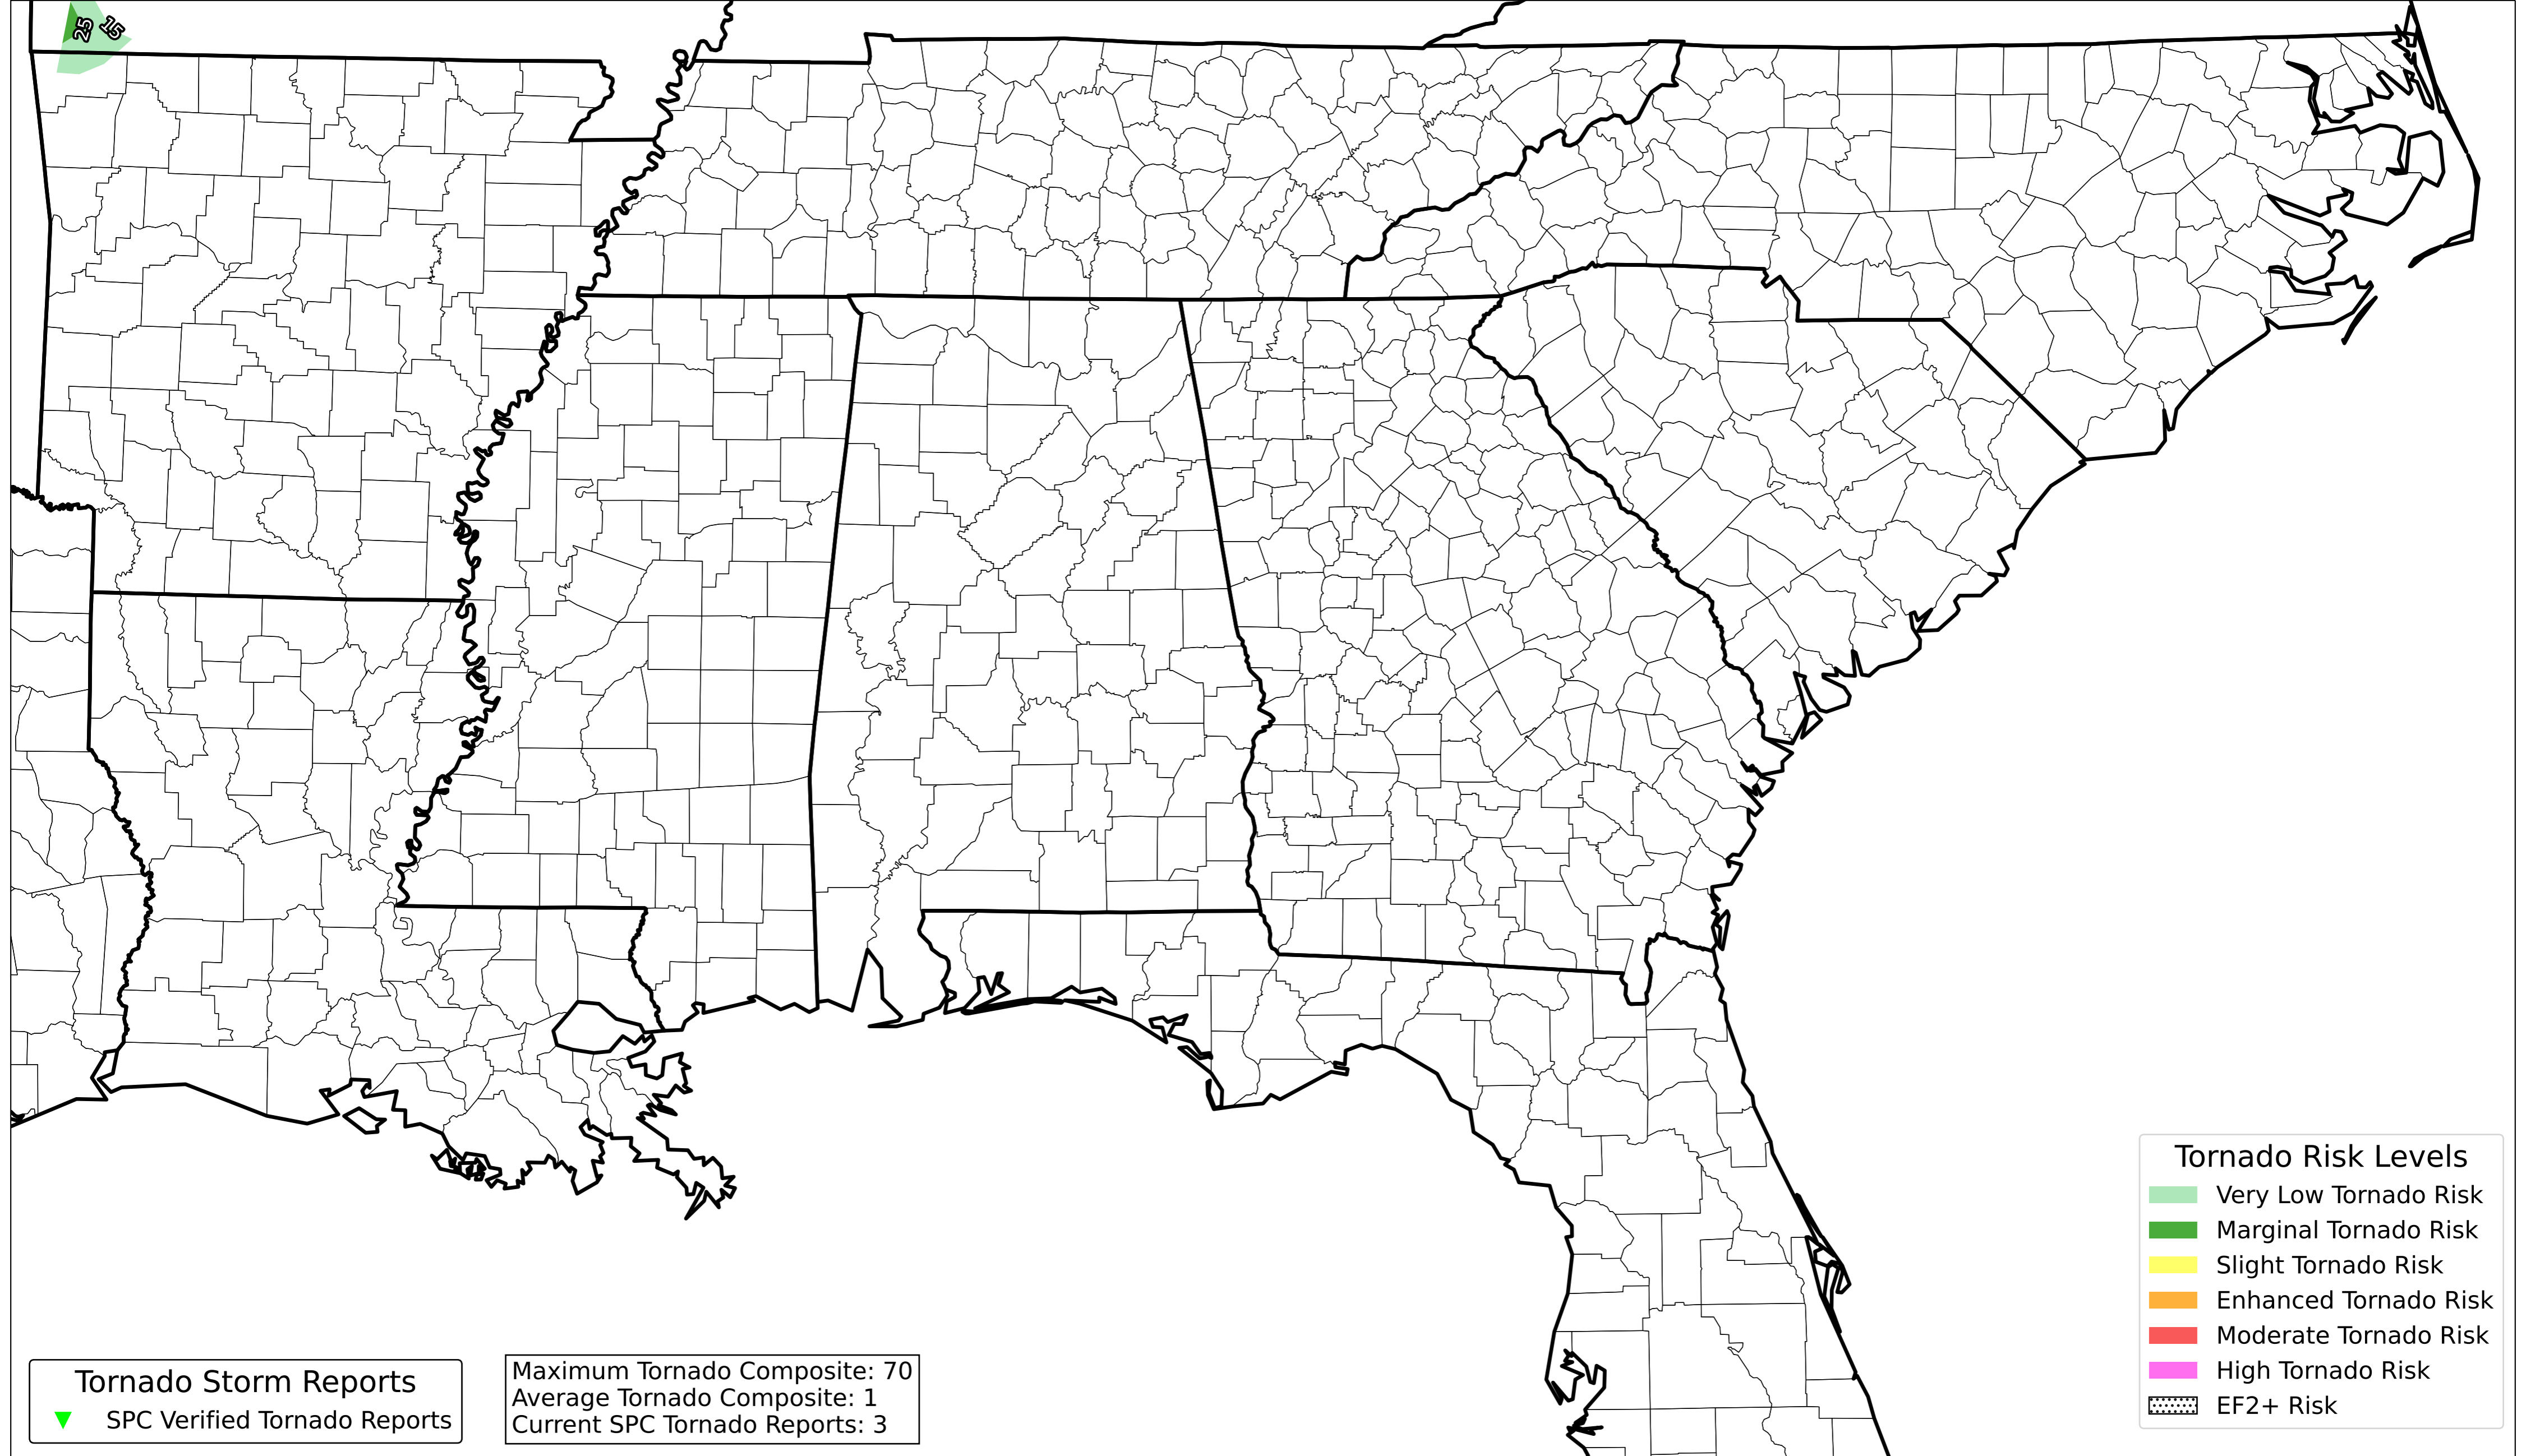 25
15
Tornado Risk Levels
Very Low Tornado Risk
Marginal Tornado Risk
Slight Tornado Risk
Enhanced Tornado Risk
Moderate Tornado Risk
High Tornado Risk
EF2+ Risk
Tornado Storm Reports
SPC Verified Tornado Reports
Maximum Tornado Composite: 70
Average Tornado Composite: 1
Current SPC Tornado Reports: 3